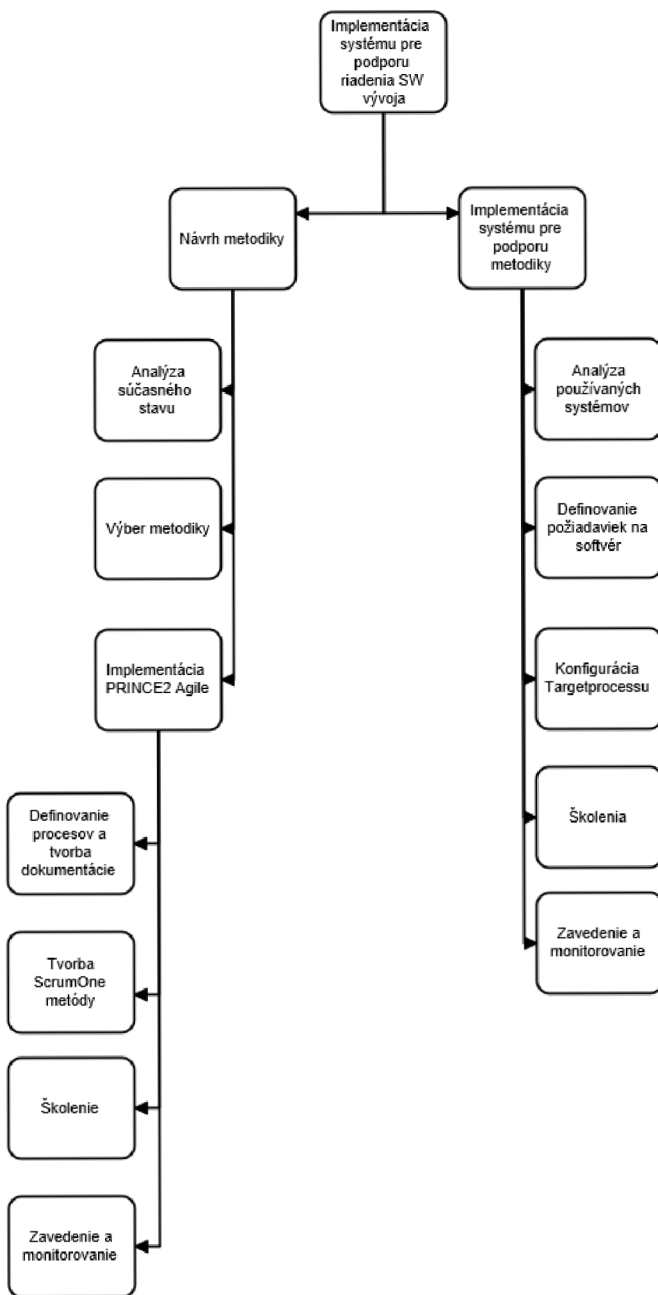 Implementácia
systému pre
podporu
riadenia SW
vývoja
Návrh metodiky
Implementácia
systému pre
podporu
metodiky
Analýza
súčasného
stavu
Analýza
používaných
systémov
Výber metodiky
Definovanie
požiadaviek na
softvér
Implementácia
PRINCE2 Agile
Konfigurácia
Targetprocessu
Definovanie
procesov a
tvorba
dokumentácie
Školenia
Tvorba
ScrumOne
metódy
Zavedenie a
monitorovanie
Školenie
Zavedenie a
monitorovanie